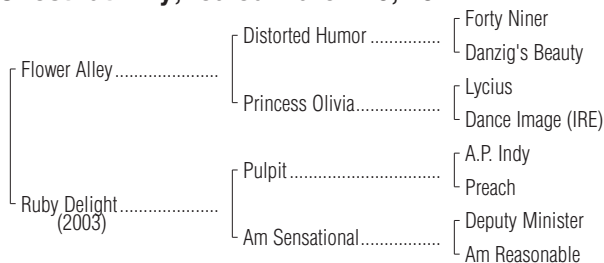 Forty Niner
Distorted Humor
Danzig's Beauty
Flower Alley
Lycius
Princess Olivia
Dance Image (IRE)
A.P. Indy
Pulpit
Preach
Ruby Delight
(2003)
Deputy Minister
Am Sensational
Am Reasonable